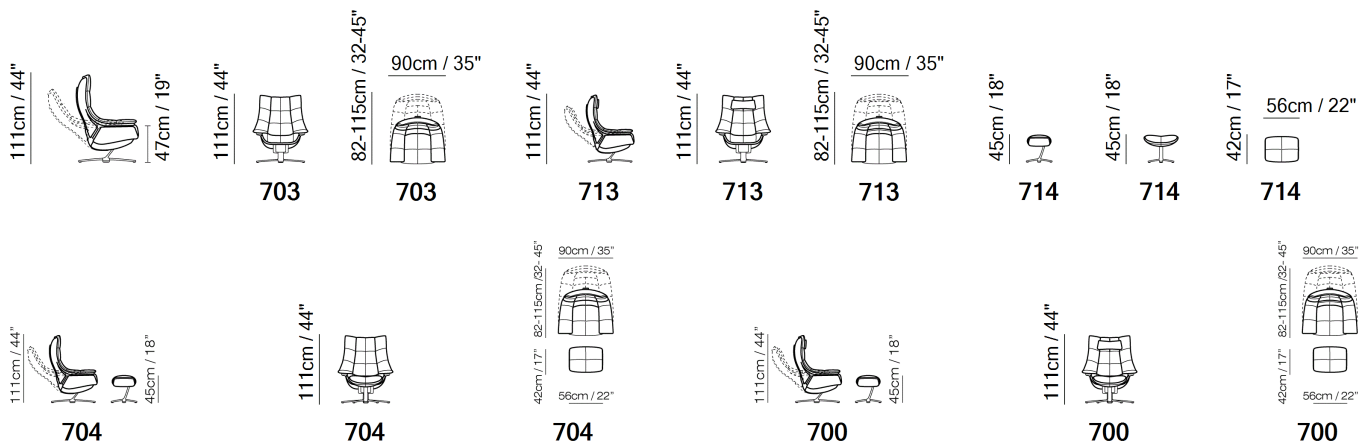 111cm / 44"
47cm / 19"
111cm / 44"
703
82-115cm / 32-45"
90cm / 35"
703
111cm / 44"
713
111cm / 44"
713
82-115cm / 32-45"
90cm / 35"
713
45cm / 18"
714
45cm / 18"
714
42cm / 17"
56cm / 22"
714
111cm / 44"
45cm / 18"
704
111cm / 44"
704
82-115cm /32- 45"
90cm / 35"
42cm / 17"
56cm / 22"
704
111cm / 44"
45cm / 18"
700
111cm / 44"
700
82-115cm /32- 45"
90cm / 35"
42cm / 17"
56cm / 22"
700